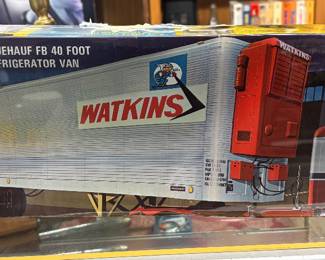 EHAUF FB 40 FOOT
FRIGERATOR VAN
WATKINS
WATKINS